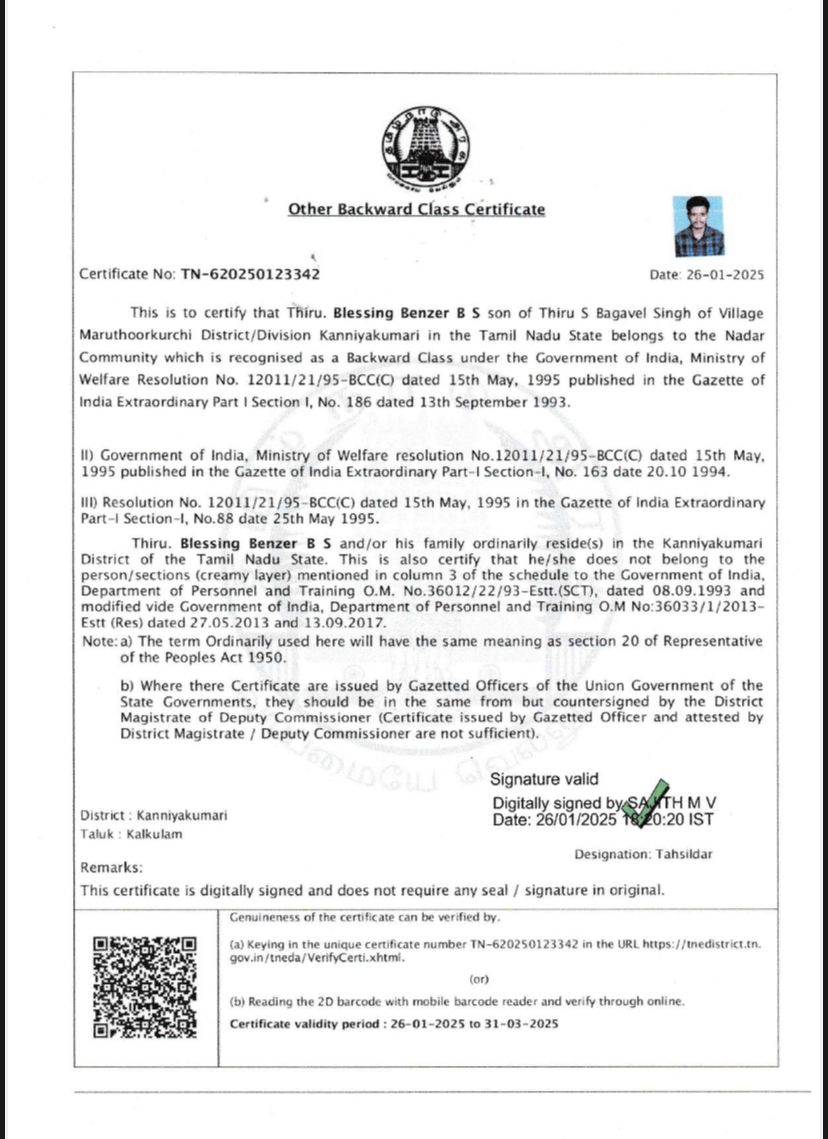 தமிழ்நாடு அரசு
வாய்மையே வெல்லும்
Other Backward Class Certificate
Certificate No: TN-620250123342
Date: 26-01-2025
This is to certify that Thiru. Blessing Benzer B S son of Thiru S Bagavel Singh of Village
Maruthoorkurchi District/Division Kanniyakumari in the Tamil Nadu State belongs to the Nadar
Community which is recognised as a Backward Class under the Government of India, Ministry of
Welfare Resolution No. 12011/21/95-BCC(C) dated 15th May, 1995 published in the Gazette of
India Extraordinary Part I Section I, No. 186 dated 13th September 1993.
II) Government of India, Ministry of Welfare resolution No.12011/21/95-BCC(C) dated 15th May,
1995 published in the Gazette of India Extraordinary Part-I Section-I, No. 163 date 20.10 1994.
III) Resolution No. 12011/21/95-BCC(C) dated 15th May, 1995 in the Gazette of India Extraordinary
Part-I Section-I, No.88 date 25th May 1995.
Thiru. Blessing Benzer B S and/or his family ordinarily reside(s) in the Kanniyakumari
District of the Tamil Nadu State. This is also certify that he/she does not belong to the
person/sections (creamy layer) mentioned in column 3 of the schedule to the Government of India,
Department of Personnel and Training O.M. No.36012/22/93-Estt.(SCT), dated 08.09.1993 and
modified vide Government of India, Department of Personnel and Training O.M No:36033/1/2013-
Estt (Res) dated 27.05.2013 and 13.09.2017.
Note: a) The term Ordinarily used here will have the same meaning as section 20 of Representative
of the Peoples Act 1950.
b) Where there Certificate are issued by Gazetted Officers of the Union Government of the
State Governments, they should be in the same from but countersigned by the District
Magistrate of Deputy Commissioner (Certificate issued by Gazetted Officer and attested by
District Magistrate / Deputy Commissioner are not sufficient).
Signature valid
Digitally signed by M V
Date: 26/01/2025 18:20:20 IST
District : Kanniyakumari
Taluk : Kalkulam
Designation: Tahsildar
Remarks:
This certificate is digitally signed and does not require any seal / signature in original.
Genuineness of the certificate can be verified by.
(a) Keying in the unique certificate number TN-620250123342 in the URL https://tnedistrict.tn.
gov.in/tneda/VerifyCerti.xhtml.
(or)
(b) Reading the 2D barcode with mobile barcode reader and verify through online.
Certificate validity period : 26-01-2025 to 31-03-2025